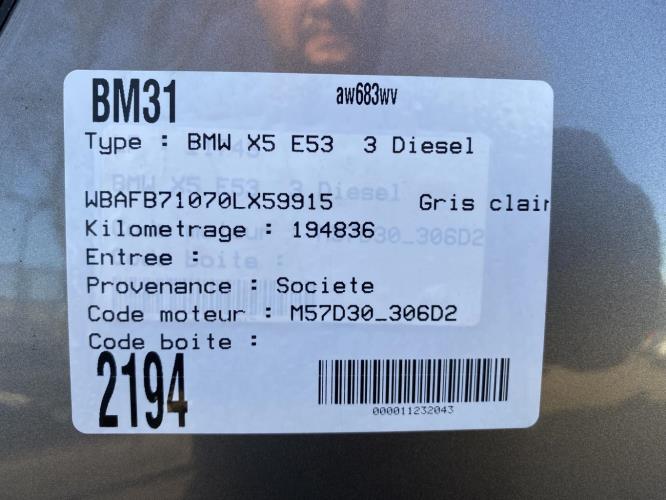 BM31 aw683wv
Type : BMW X5 E53 3 Diesel
WBAFB71070LX59915 Gris clair
Kilometrage : 194836
Entree :
Provenance : Societe
Code moteur : M57D30_306D2
Code boite :
2194
000011232043